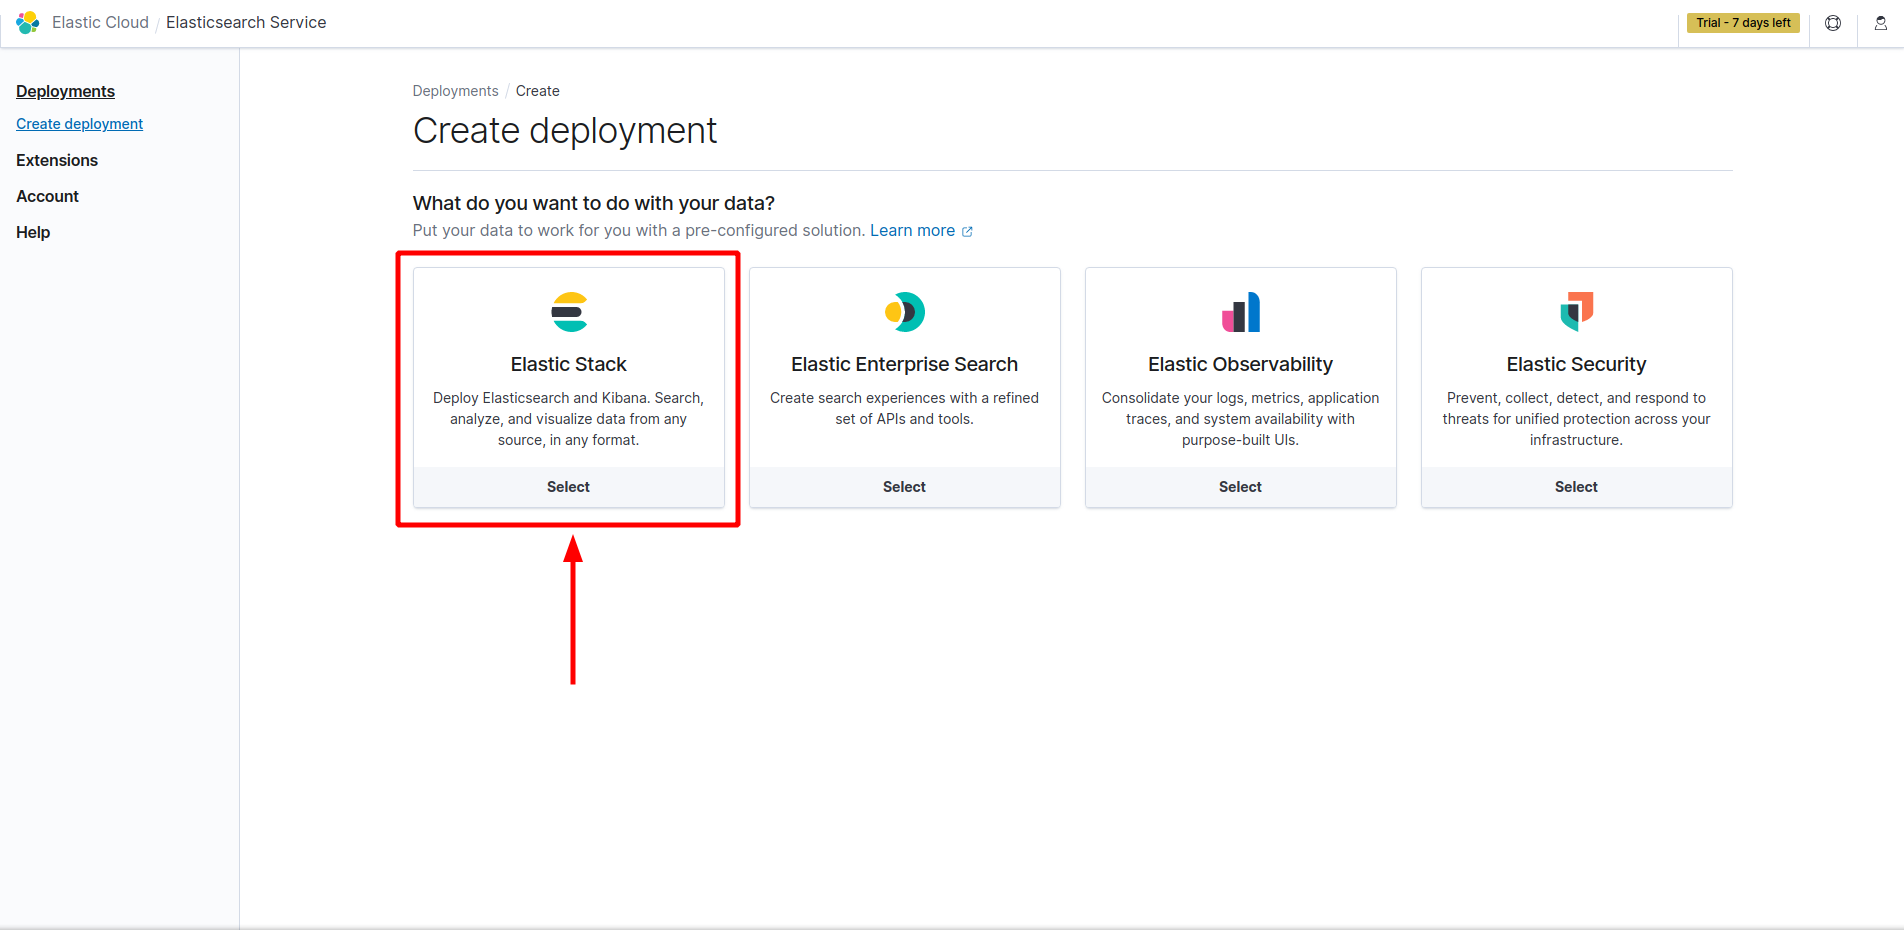 Elastic Cloud / Elasticsearch Service
Trial - 7 days left
Deployments
Create deployment
Extensions
Account
Help
Deployments / Create
Create deployment
What do you want to do with your data?
Put your data to work for you with a pre-configured solution. Learn more
Elastic Stack
Deploy Elasticsearch and Kibana. Search,
analyze, and visualize data from any
source, in any format.
Select
Elastic Enterprise Search
Create search experiences with a refined
set of APIs and tools.
Select
Elastic Observability
Consolidate your logs, metrics, application
traces, and system availability with
purpose-built UIs.
Select
Elastic Security
Prevent, collect, detect, and respond to
threats for unified protection across your
infrastructure.
Select